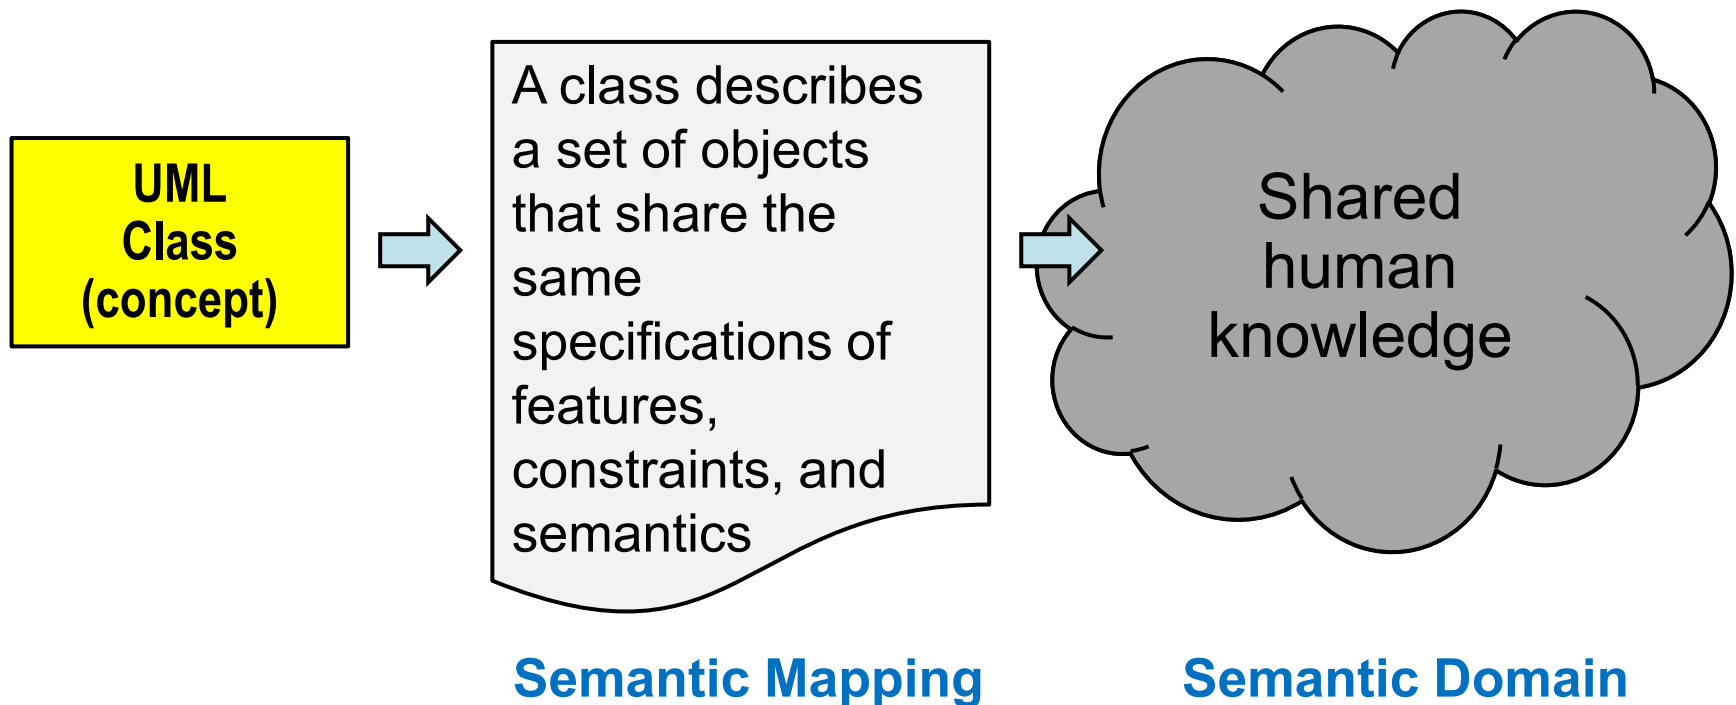 UML
Class
(concept)
A class describes
a set of objects
that share the
same
specifications of
features,
constraints, and
semantics
Shared
human
knowledge
Semantic Mapping
Semantic Domain